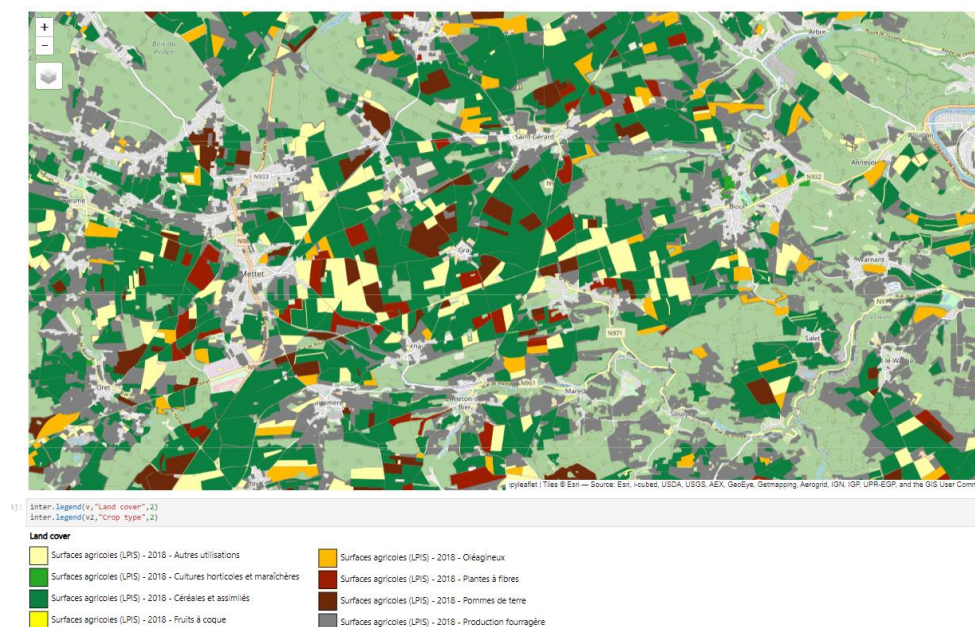 +
−
Bois du
Prince
Arbre
Saint-Gérard
N933
N932
Mettet
Warnant
N971
Salet
Oret
ipyleaflet | Tiles © Esri — Source: Esri, i-cubed, USDA, USGS, AEX, GeoEye, Getmapping, Aerogrid, IGN, IGP, UPR-EGP, and the GIS User Comm
inter.legend(v,"Land cover",2)
inter.legend(v2,"Crop type",2)
Land cover
Surfaces agricoles (LPIS) - 2018 - Autres utilisations
Surfaces agricoles (LPIS) - 2018 - Cultures horticoles et maraîchères
Surfaces agricoles (LPIS) - 2018 - Céréales et assimilés
Surfaces agricoles (LPIS) - 2018 - Fruits à coque
Surfaces agricoles (LPIS) - 2018 - Oléagineux
Surfaces agricoles (LPIS) - 2018 - Plantes à fibres
Surfaces agricoles (LPIS) - 2018 - Pommes de terre
Surfaces agricoles (LPIS) - 2018 - Production fourragère